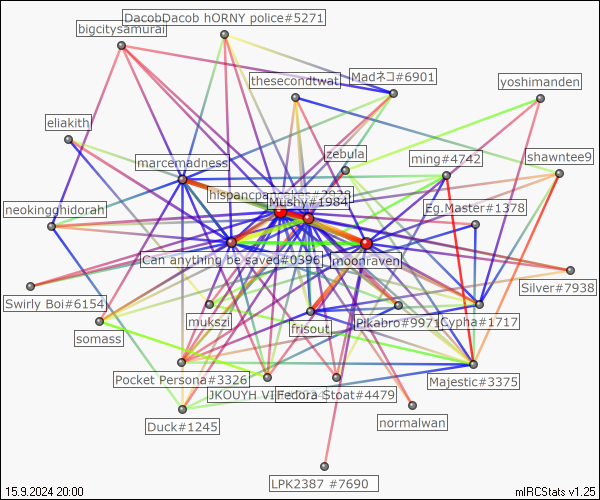 DacobDacob hORNY police#5271
bigcitysamurai
Madネコ#6901
thesecondtwat
yoshimanden
eliakith
zebula
marcemadness
ming#4742
shawntee9
Mushy#1984
neokingghidorah
Eg.Master#1378
Can anything be saved#0396
moonraven
Swirly Boi#6154
Silver#7938
mukszi
frisout
Pikabro#9971
Cypha#1717
somass
Pocket Persona#3326
Majestic#3375
JKOUYH VI
Fedora Stoat#4479
normalwan
Duck#1245
LPK2387 #7690
15.9.2024 20:00
mIRCStats v1.25